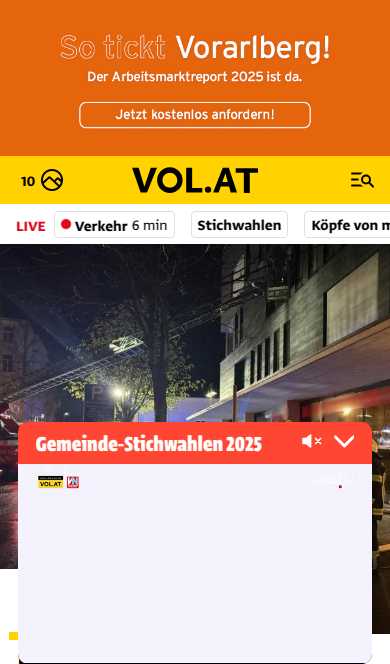 So tickt Vorarlberg!
Der Arbeitsmarktreport 2025 ist da.
Jetzt kostenlos anfordern!
10
VOL.AT
LIVE
Verkehr 6 min
Stichwahlen
Köpfe von
Gemeinde-Stichwahlen 2025
VOL.AT